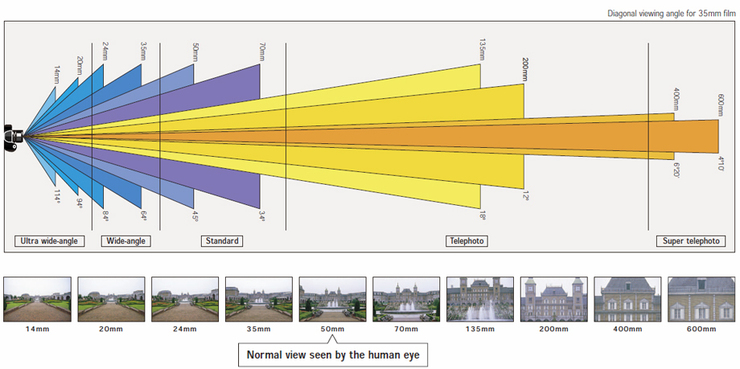 Diagonal viewing angle for 35mm film
14mm
20mm
24mm
35mm
50mm
70mm
135mm
200mm
400mm
600mm
114°
94°
84°
64°
45°
34°
18°
12°
6°20'
4°10'
Ultra wide-angle
Wide-angle
Standard
Telephoto
Super telephoto
14mm
20mm
24mm
35mm
50mm
70mm
135mm
200mm
400mm
600mm
Normal view seen by the human eye